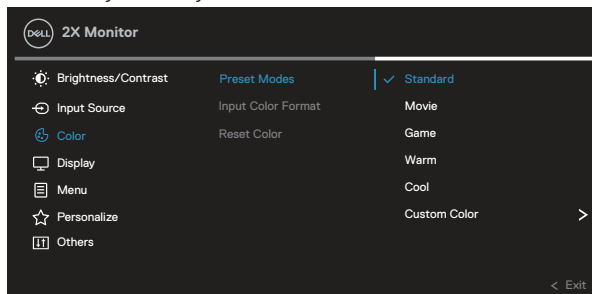 DELL 2X Monitor
Brightness/Contrast Preset Modes Standard
Input Source Input Color Format Movie
Color Reset Color Game
Display Warm
Menu Cool
Personalize Custom Color >
Others
< Exit